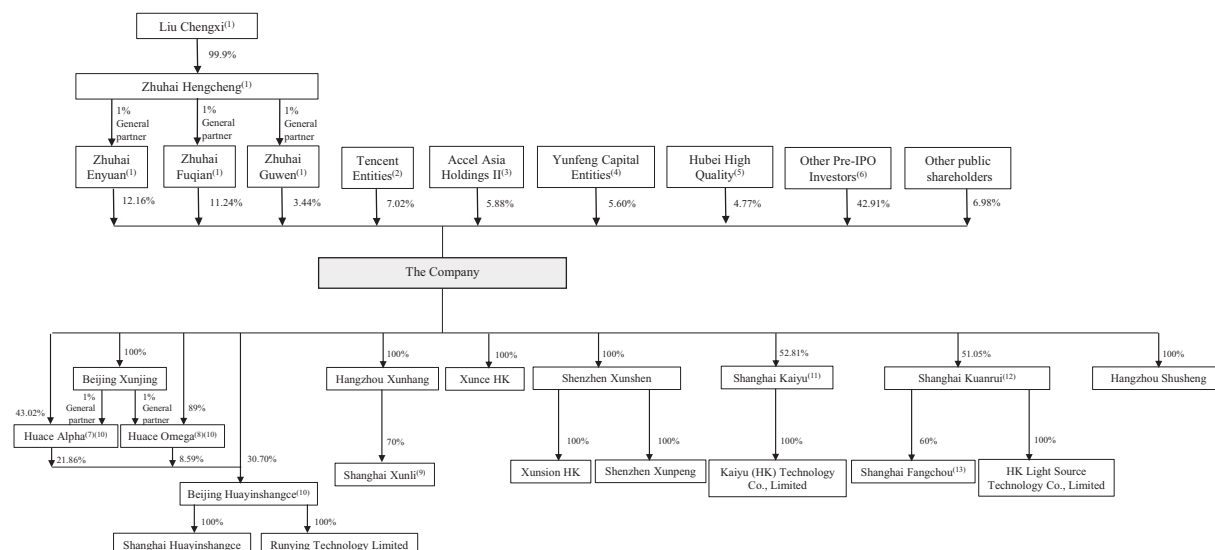 Liu Chengxi(1)
99.9%
Zhuhai Hengcheng(1)
1%
General
partner
1%
General
partner
1%
General
partner
Zhuhai
Enyuan(1)
Zhuhai
Fuqian(1)
Zhuhai
Guwen(1)
Tencent
Entities(2)
Accel Asia
Holdings II(3)
Yunfeng Capital
Entities(4)
Hubei High
Quality(5)
Other Pre-IPO
Investors(6)
Other public
shareholders
12.16%
11.24%
3.44%
7.02%
5.88%
5.60%
4.77%
42.91%
6.98%
The Company
100%
100%
100%
100%
52.81%
51.05%
100%
Beijing Xunjing
Hangzhou Xunhang
Xunce HK
Shenzhen Xunshen
Shanghai Kaiyu(11)
Shanghai Kuanrui(12)
Hangzhou Shusheng
43.02%
1%
General
partner
1%
General
partner
89%
Huace Alpha(7)(10)
Huace Omega(8)(10)
70%
100%
100%
100%
60%
100%
21.86%
8.59%
30.70%
Shanghai Xunli(9)
Xunsion HK
Shenzhen Xunpeng
Kaiyu (HK) Technology
Co., Limited
Shanghai Fangchou(13)
HK Light Source
Technology Co., Limited
Beijing Huayinshangce(10)
100%
100%
Shanghai Huayinshangce
Runying Technology Limited